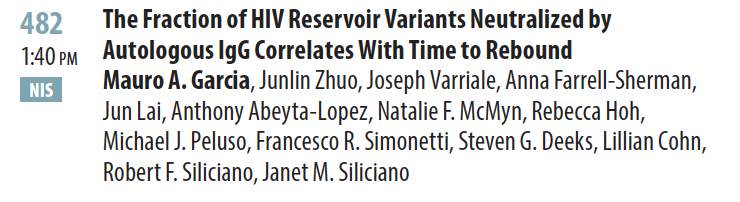 482
1:40 PM
NIS
The Fraction of HIV Reservoir Variants Neutralized by
Autologous IgG Correlates With Time to Rebound
Mauro A. Garcia, Junlin Zhuo, Joseph Varriale, Anna Farrell-Sherman,
Jun Lai, Anthony Abeyta-Lopez, Natalie F. McMyn, Rebecca Hoh,
Michael J. Peluso, Francesco R. Simonetti, Steven G. Deeks, Lillian Cohn,
Robert F. Siliciano, Janet M. Siliciano